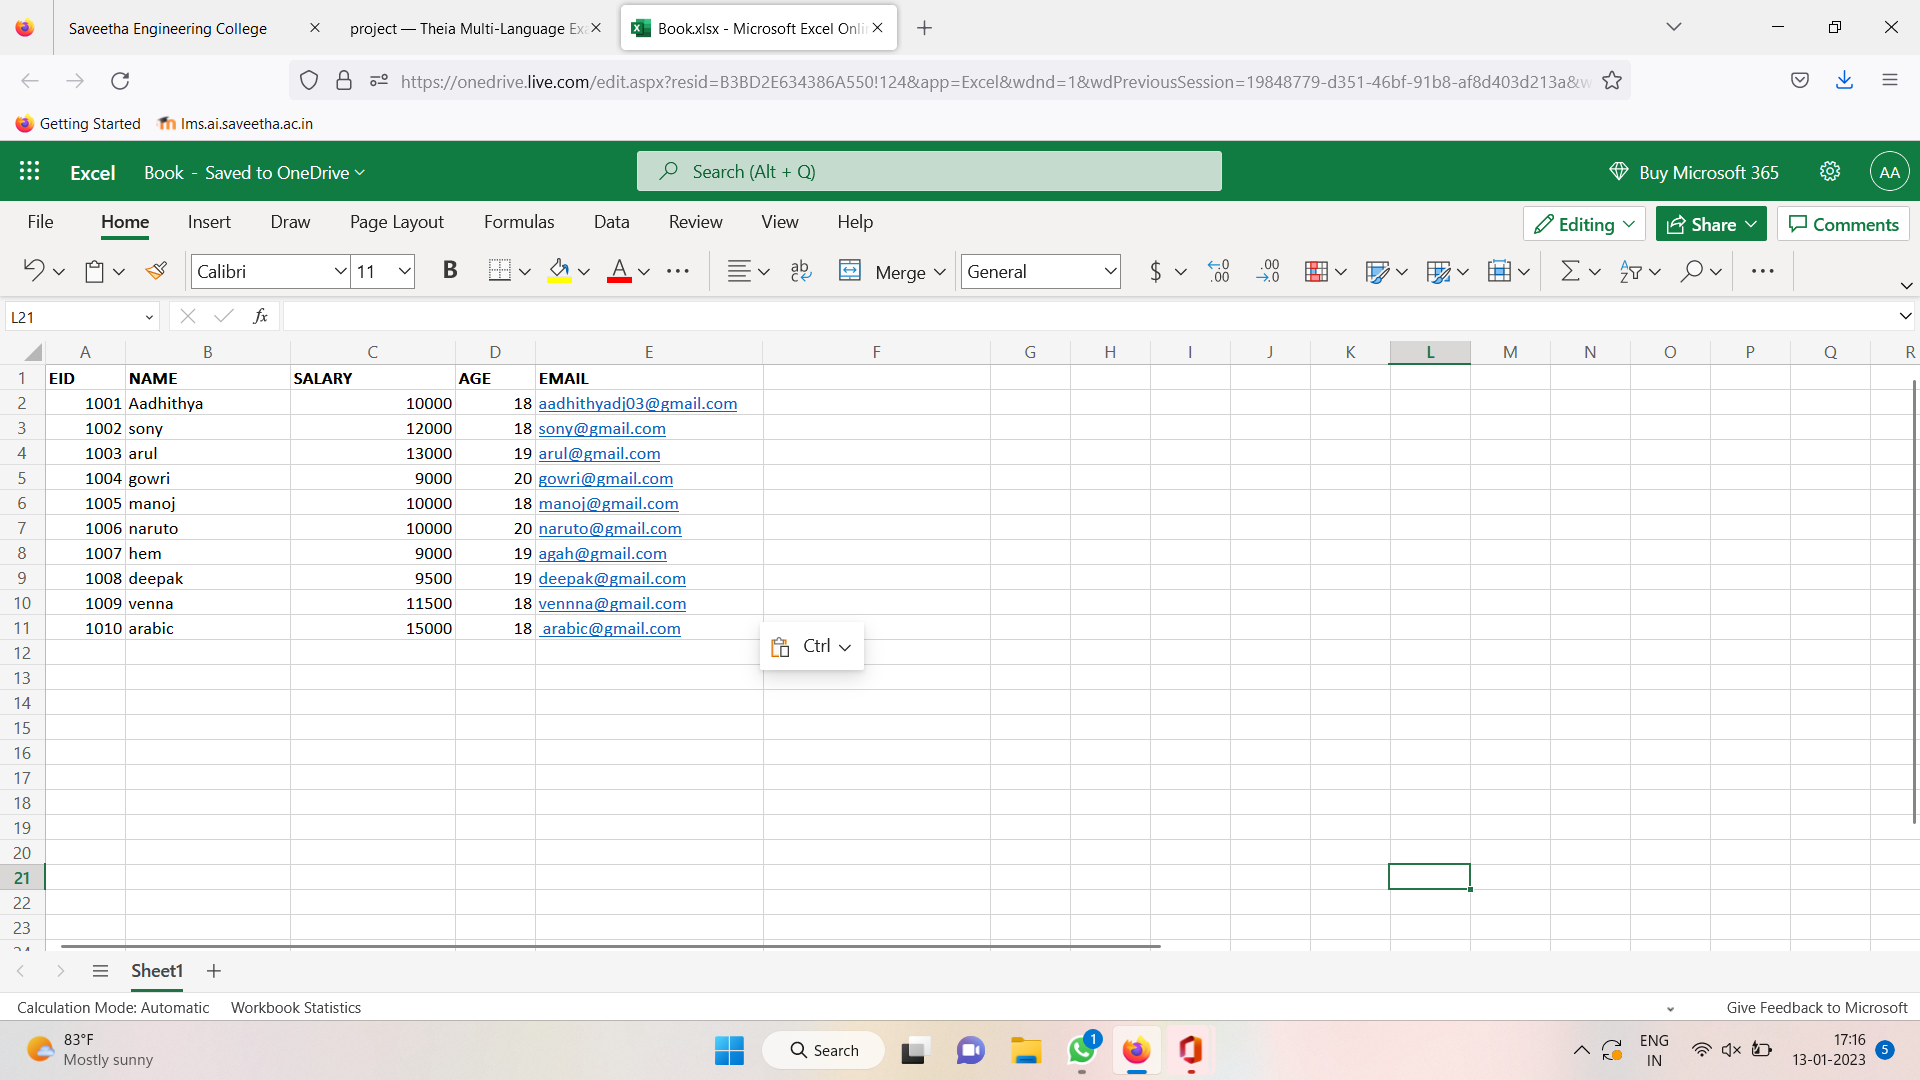 Saveetha Engineering College
project — Theia Multi-Language Ex
Book.xlsx - Microsoft Excel Onli
https://onedrive.live.com/edit.aspx?resid=B3BD2E634386A550!124&app=Excel&wdnd=1&wdPreviousSession=19848779-d351-46bf-91b8-af8d403d213a&w
Getting Started lms.ai.saveetha.ac.in
Excel Book - Saved to OneDrive Search (Alt + Q) Buy Microsoft 365 AA
File Home Insert Draw Page Layout Formulas Data Review View Help Editing Share Comments
Calibri 11 B A ab Merge General $ .00 .00
L21 fx
A B C D E F G H I J K L M N O P Q R
1 EID NAME SALARY AGE EMAIL
2 1001 Aadhithya 10000 18 aadhithyadj03@gmail.com
3 1002 sony 12000 18 sony@gmail.com
4 1003 arul 13000 19 arul@gmail.com
5 1004 gowri 9000 20 gowri@gmail.com
6 1005 manoj 10000 18 manoj@gmail.com
7 1006 naruto 10000 20 naruto@gmail.com
8 1007 hem 9000 19 agah@gmail.com
9 1008 deepak 9500 19 deepak@gmail.com
10 1009 venna 11500 18 vennna@gmail.com
11 1010 arabic 15000 18 arabic@gmail.com
12
Ctrl
13
14
15
16
17
18
19
20
21
22
23
24
Sheet1
Calculation Mode: Automatic Workbook Statistics Give Feedback to Microsoft
83°F
Mostly sunny
Search
1
ENG
IN
17:16
13-01-2023
5